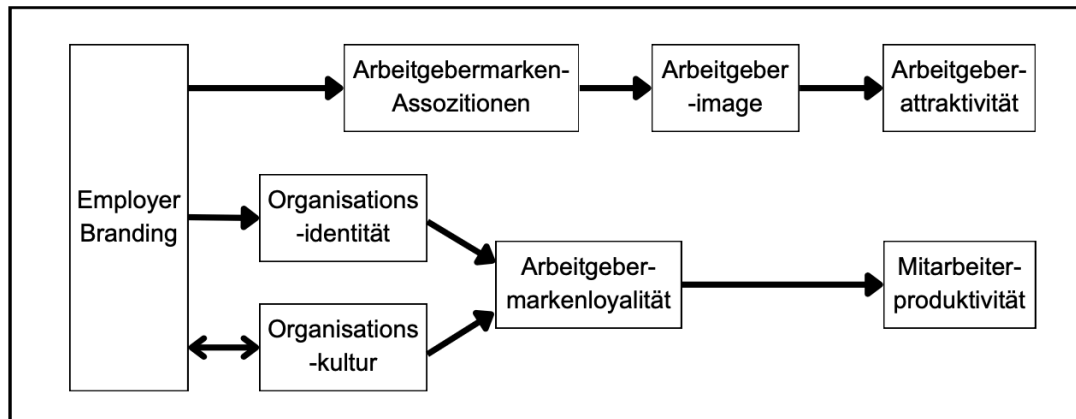 Arbeitgebermarken-
Assozitionen
Arbeitgeber
-image
Arbeitgeber-
attraktivität
Employer
Branding
Organisations
-identität
Arbeitgeber-
markenloyalität
Mitarbeiter-
produktivität
Organisations
-kultur